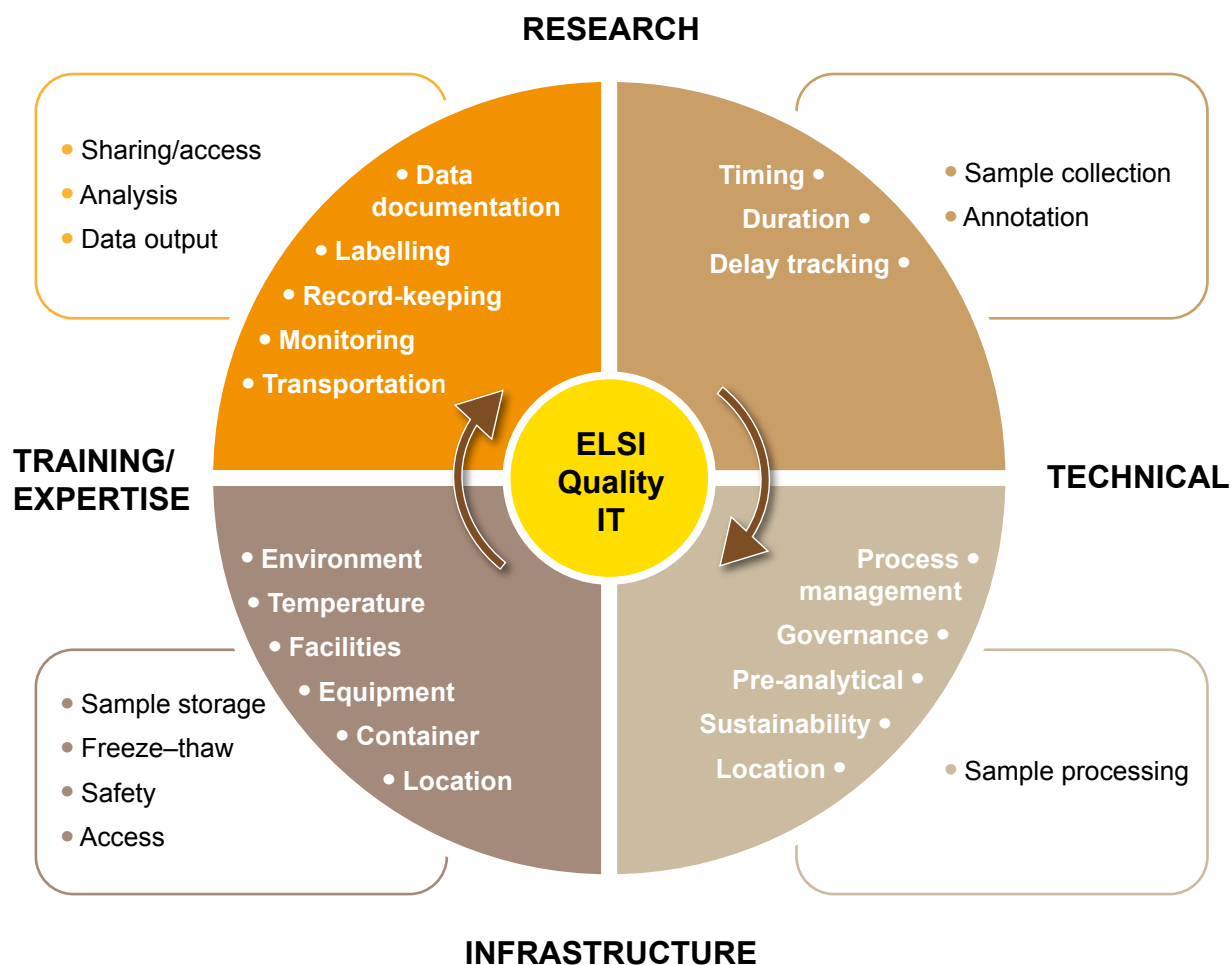 RESEARCH
• Sharing/access
• Analysis
• Data output
• Data
documentation
• Labelling
• Record-keeping
• Monitoring
• Transportation
Timing •
Duration •
Delay tracking •
• Sample collection
• Annotation
TRAINING/
EXPERTISE
ELSI
Quality
IT
TECHNICAL
• Environment
• Temperature
• Facilities
• Equipment
• Container
• Location
Process •
management
Governance •
Pre-analytical •
Sustainability •
Location •
• Sample storage
• Freeze–thaw
• Safety
• Access
• Sample processing
INFRASTRUCTURE